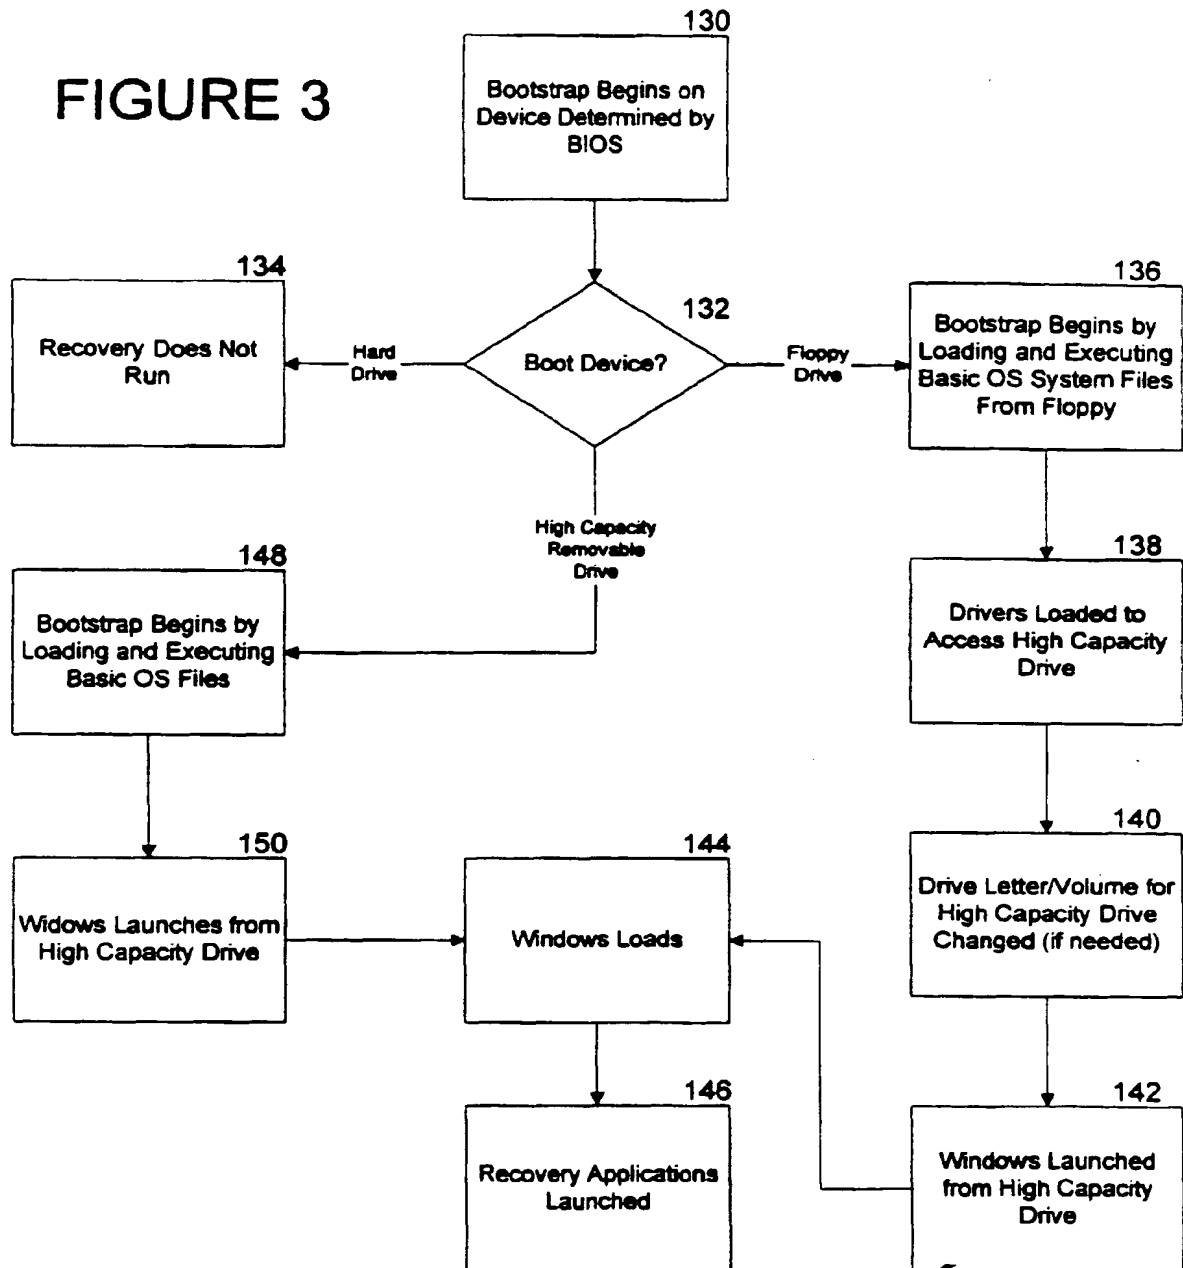 FIGURE 3
130
Bootstrap Begins on
Device Determined by
BIOS
134
Recovery Does Not
Run
Hard
Drive
132
Boot Device?
Floppy
Drive
136
Bootstrap Begins by
Loading and Executing
Basic OS System Files
From Floppy
High Capacity
Removable
Drive
148
Bootstrap Begins by
Loading and Executing
Basic OS Files
138
Drivers Loaded to
Access High Capacity
Drive
150
Widows Launches from
High Capacity Drive
144
Windows Loads
140
Drive Letter/Volume for
High Capacity Drive
Changed (if needed)
146
Recovery Applications
Launched
142
Windows Launched
from High Capacity
Drive